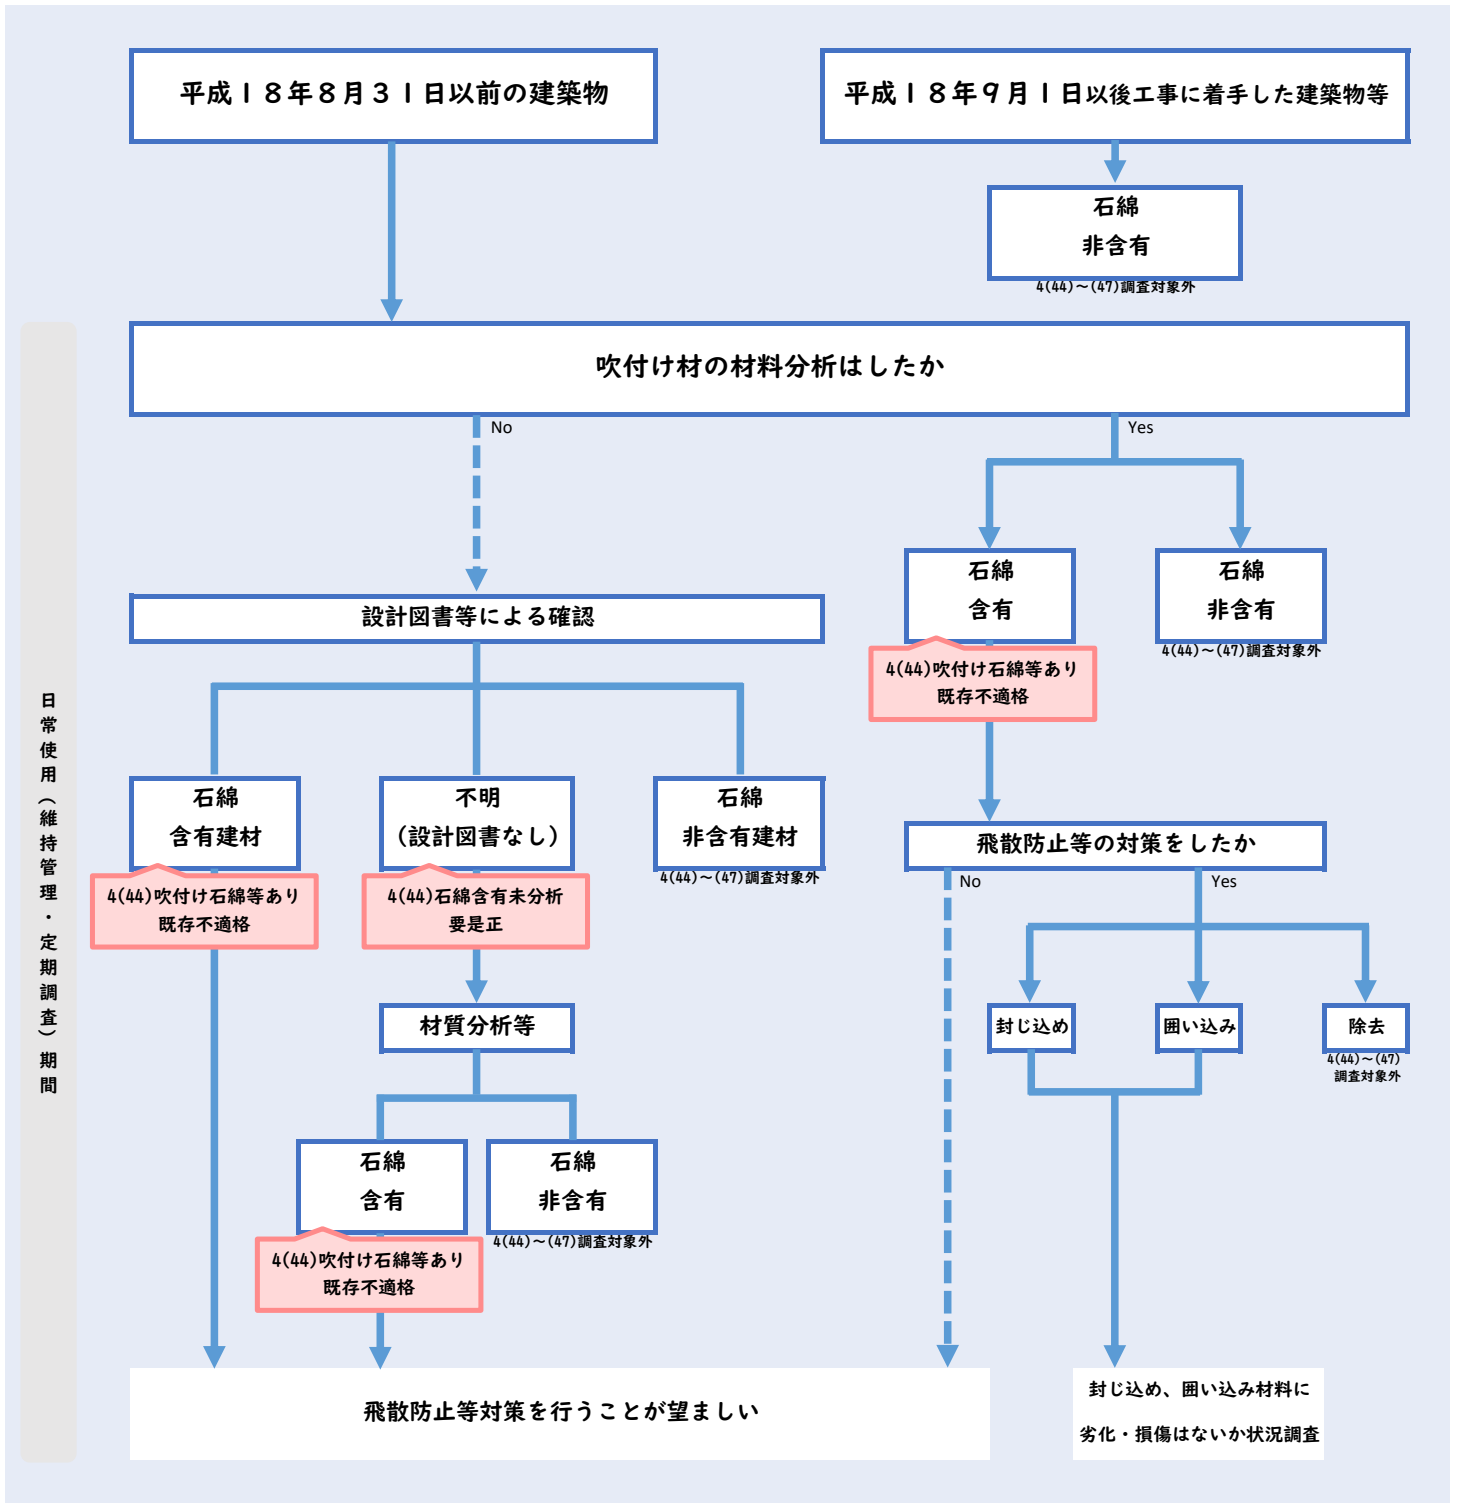 平成１８年８月３１日以前の建築物
平成１８年９月１日以後工事に着手した建築物等
石綿
非含有
4(44)～(47)調査対象外
吹付け材の材料分析はしたか
No
Yes
設計図書等による確認
石綿
含有
4(44)吹付け石綿等あり
既存不適格
石綿
非含有
4(44)～(47)調査対象外
石綿
含有建材
4(44)吹付け石綿等あり
既存不適格
不明
（設計図書なし）
4(44)石綿含有未分析
要是正
石綿
非含有建材
4(44)～(47)調査対象外
飛散防止等の対策をしたか
No
Yes
封じ込め
囲い込み
除去
4(44)～(47)
調査対象外
材質分析等
石綿
含有
4(44)吹付け石綿等あり
既存不適格
石綿
非含有
4(44)～(47)調査対象外
飛散防止等対策を行うことが望ましい
封じ込め、囲い込み材料に
劣化・損傷はないか状況調査
日常使用（維持管理・定期調査）期間